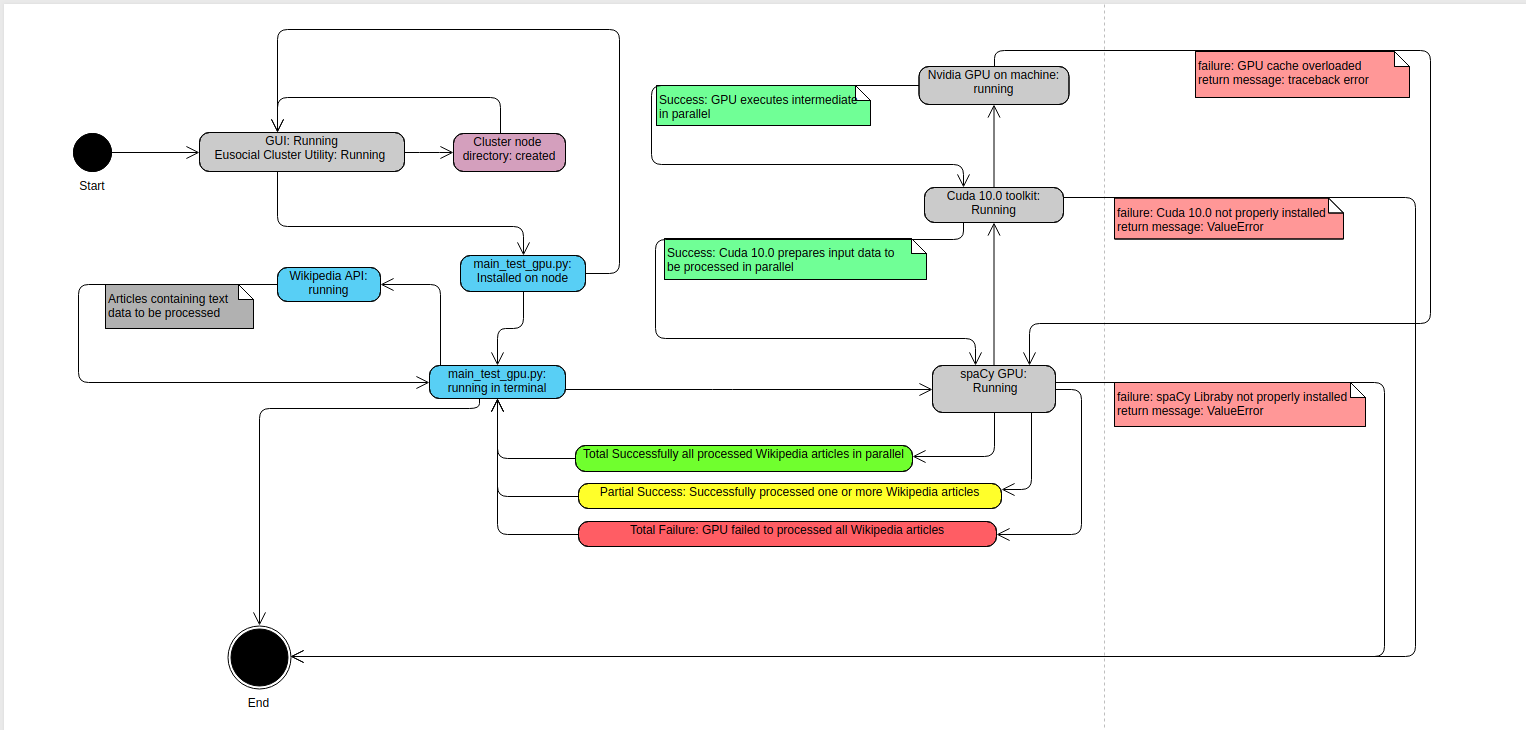 Nvidia GPU on machine:
running
failure: GPU cache overloaded
return message: traceback error
Success: GPU executes intermediate
in parallel
GUI: Running
Eusocial Cluster Utility: Running
Cluster node
directory: created
Start
Cuda 10.0 toolkit:
Running
failure: Cuda 10.0 not properly installed
return message: ValueError
Success: Cuda 10.0 prepares input data to
be processed in parallel
main_test_gpu.py:
Installed on node
Wikipedia API:
running
Articles containing text
data to be processed
main_test_gpu.py:
running in terminal
spaCy GPU:
Running
failure: spaCy Libraby not properly installed
return message: ValueError
Total Successfully all processed Wikipedia articles in parallel
Partial Success: Successfully processed one or more Wikipedia articles
Total Failure: GPU failed to processed all Wikipedia articles
End